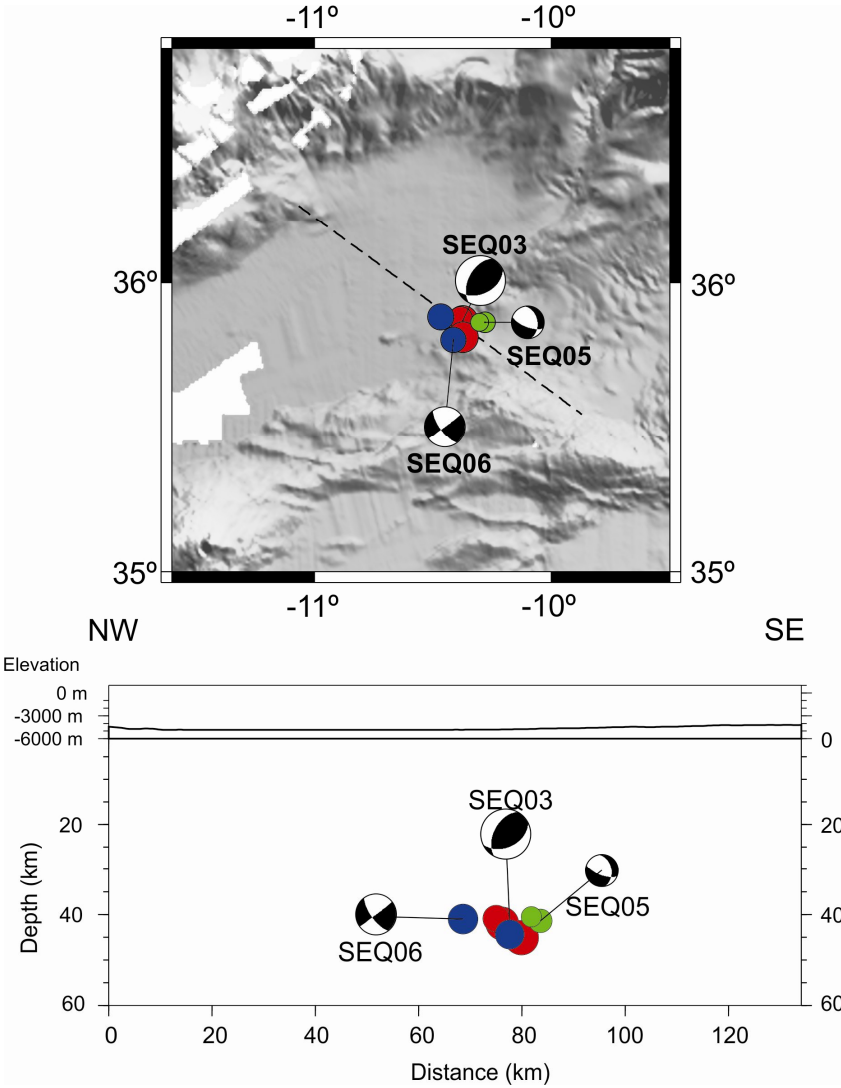 -11º -10º
SEQ03
36º 36º
SEQ05
SEQ06
35º 35º
-11º -10º
NW SE
Elevation
0 m
-3000 m
-6000 m 0
SEQ03
20 20
SEQ05
40 40
SEQ06
60 60
Depth (km)
0 20 40 60 80 100 120
Distance (km)